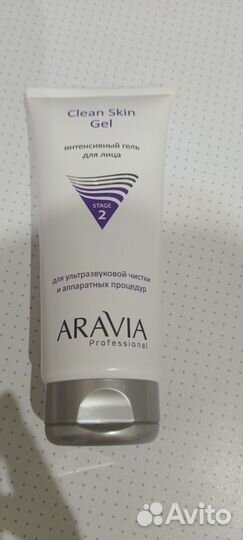 Clean Skin
Gel
интенсивный гель
для лица
STAGE
2
для ультразвуковой чистки
и аппаратных процедур
ARAVIA
Professional
Avito